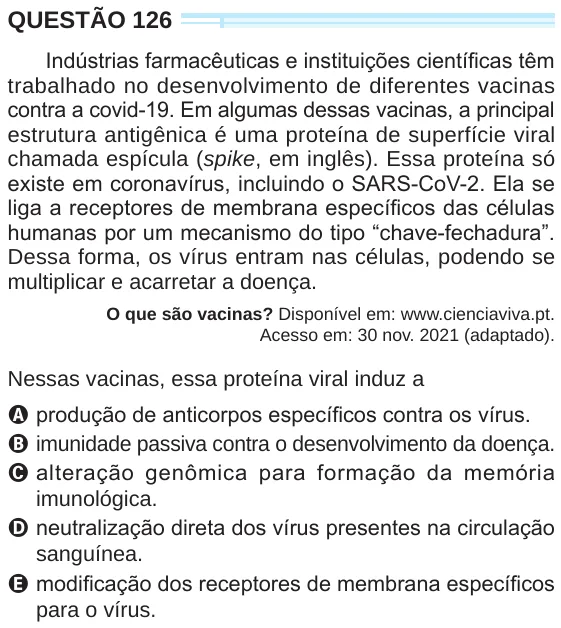 QUESTÃO 126
Indústrias farmacêuticas e instituições científicas têm
trabalhado no desenvolvimento de diferentes vacinas
contra a covid-19. Em algumas dessas vacinas, a principal
estrutura antigênica é uma proteína de superfície viral
chamada espícula (spike, em inglês). Essa proteína só
existe em coronavírus, incluindo o SARS-CoV-2. Ela se
liga a receptores de membrana específicos das células
humanas por um mecanismo do tipo “chave-fechadura”.
Dessa forma, os vírus entram nas células, podendo se
multiplicar e acarretar a doença.
O que são vacinas? Disponível em: www.cienciaviva.pt.
Acesso em: 30 nov. 2021 (adaptado).
Nessas vacinas, essa proteína viral induz a
A produção de anticorpos específicos contra os vírus.
B imunidade passiva contra o desenvolvimento da doença.
C alteração genômica para formação da memória
imunológica.
D neutralização direta dos vírus presentes na circulação
sanguínea.
E modificação dos receptores de membrana específicos
para o vírus.